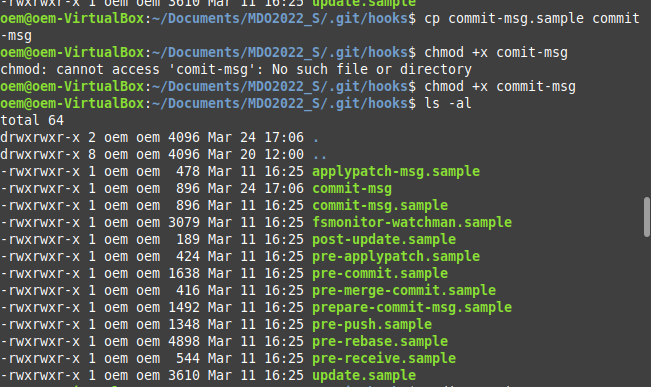 -rwxrwxr-x 1 oem oem 3610 Mar 11 16:25 update.sample
oem@oem-VirtualBox:~/Documents/MDO2022_S/.git/hooks$ cp commit-msg.sample commit
-msg
oem@oem-VirtualBox:~/Documents/MDO2022_S/.git/hooks$ chmod +x comit-msg
chmod: cannot access 'comit-msg': No such file or directory
oem@oem-VirtualBox:~/Documents/MDO2022_S/.git/hooks$ chmod +x commit-msg
oem@oem-VirtualBox:~/Documents/MDO2022_S/.git/hooks$ ls -al
total 64
drwxrwxr-x 2 oem oem 4096 Mar 24 17:06 .
drwxrwxr-x 8 oem oem 4096 Mar 20 12:00 ..
-rwxrwxr-x 1 oem oem  478 Mar 11 16:25 applypatch-msg.sample
-rwxrwxr-x 1 oem oem  896 Mar 24 17:06 commit-msg
-rwxrwxr-x 1 oem oem  896 Mar 11 16:25 commit-msg.sample
-rwxrwxr-x 1 oem oem 3079 Mar 11 16:25 fsmonitor-watchman.sample
-rwxrwxr-x 1 oem oem  189 Mar 11 16:25 post-update.sample
-rwxrwxr-x 1 oem oem  424 Mar 11 16:25 pre-applypatch.sample
-rwxrwxr-x 1 oem oem 1638 Mar 11 16:25 pre-commit.sample
-rwxrwxr-x 1 oem oem  416 Mar 11 16:25 pre-merge-commit.sample
-rwxrwxr-x 1 oem oem 1492 Mar 11 16:25 prepare-commit-msg.sample
-rwxrwxr-x 1 oem oem 1348 Mar 11 16:25 pre-push.sample
-rwxrwxr-x 1 oem oem 4898 Mar 11 16:25 pre-rebase.sample
-rwxrwxr-x 1 oem oem  544 Mar 11 16:25 pre-receive.sample
-rwxrwxr-x 1 oem oem 3610 Mar 11 16:25 update.sample